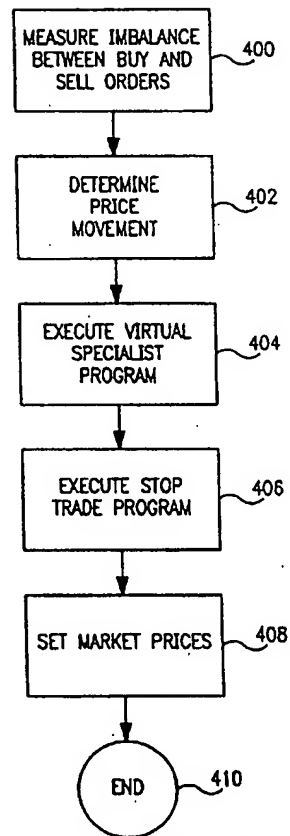 MEASURE IMBALANCE
BETWEEN BUY AND
SELL ORDERS
400
DETERMINE
PRICE
MOVEMENT
402
EXECUTE VIRTUAL
SPECIALIST
PROGRAM
404
EXECUTE STOP
TRADE PROGRAM
406
SET MARKET PRICES
408
END
410